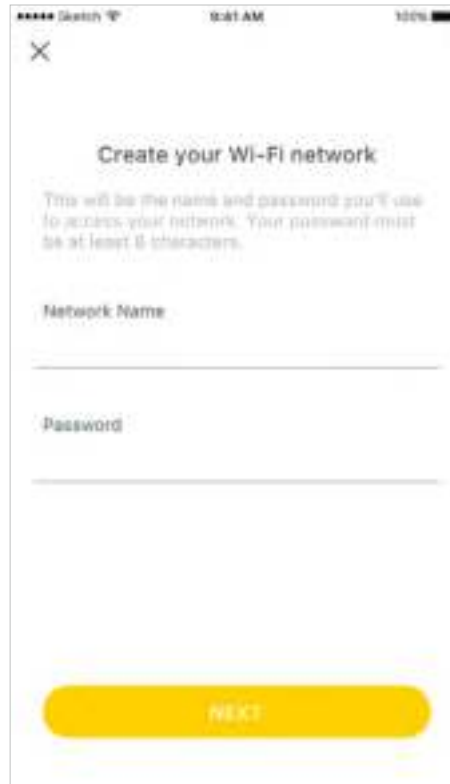 Sketch 9:41 AM 100%
Create your Wi-Fi network
This will be the name and password you'll use
to access your network. Your password must
be at least 8 characters.
Network Name
Password
NEXT